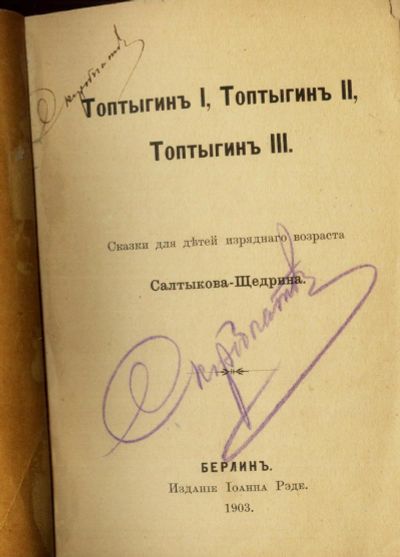 Топтыгинъ I, Топтыгинъ II,
Топтыгинъ III.
Сказки для дѣтей изряднаго возраста
Салтыкова-Щедрина.
БЕРЛИНЪ.
Изданіе Іоанна Рэде.
1903.